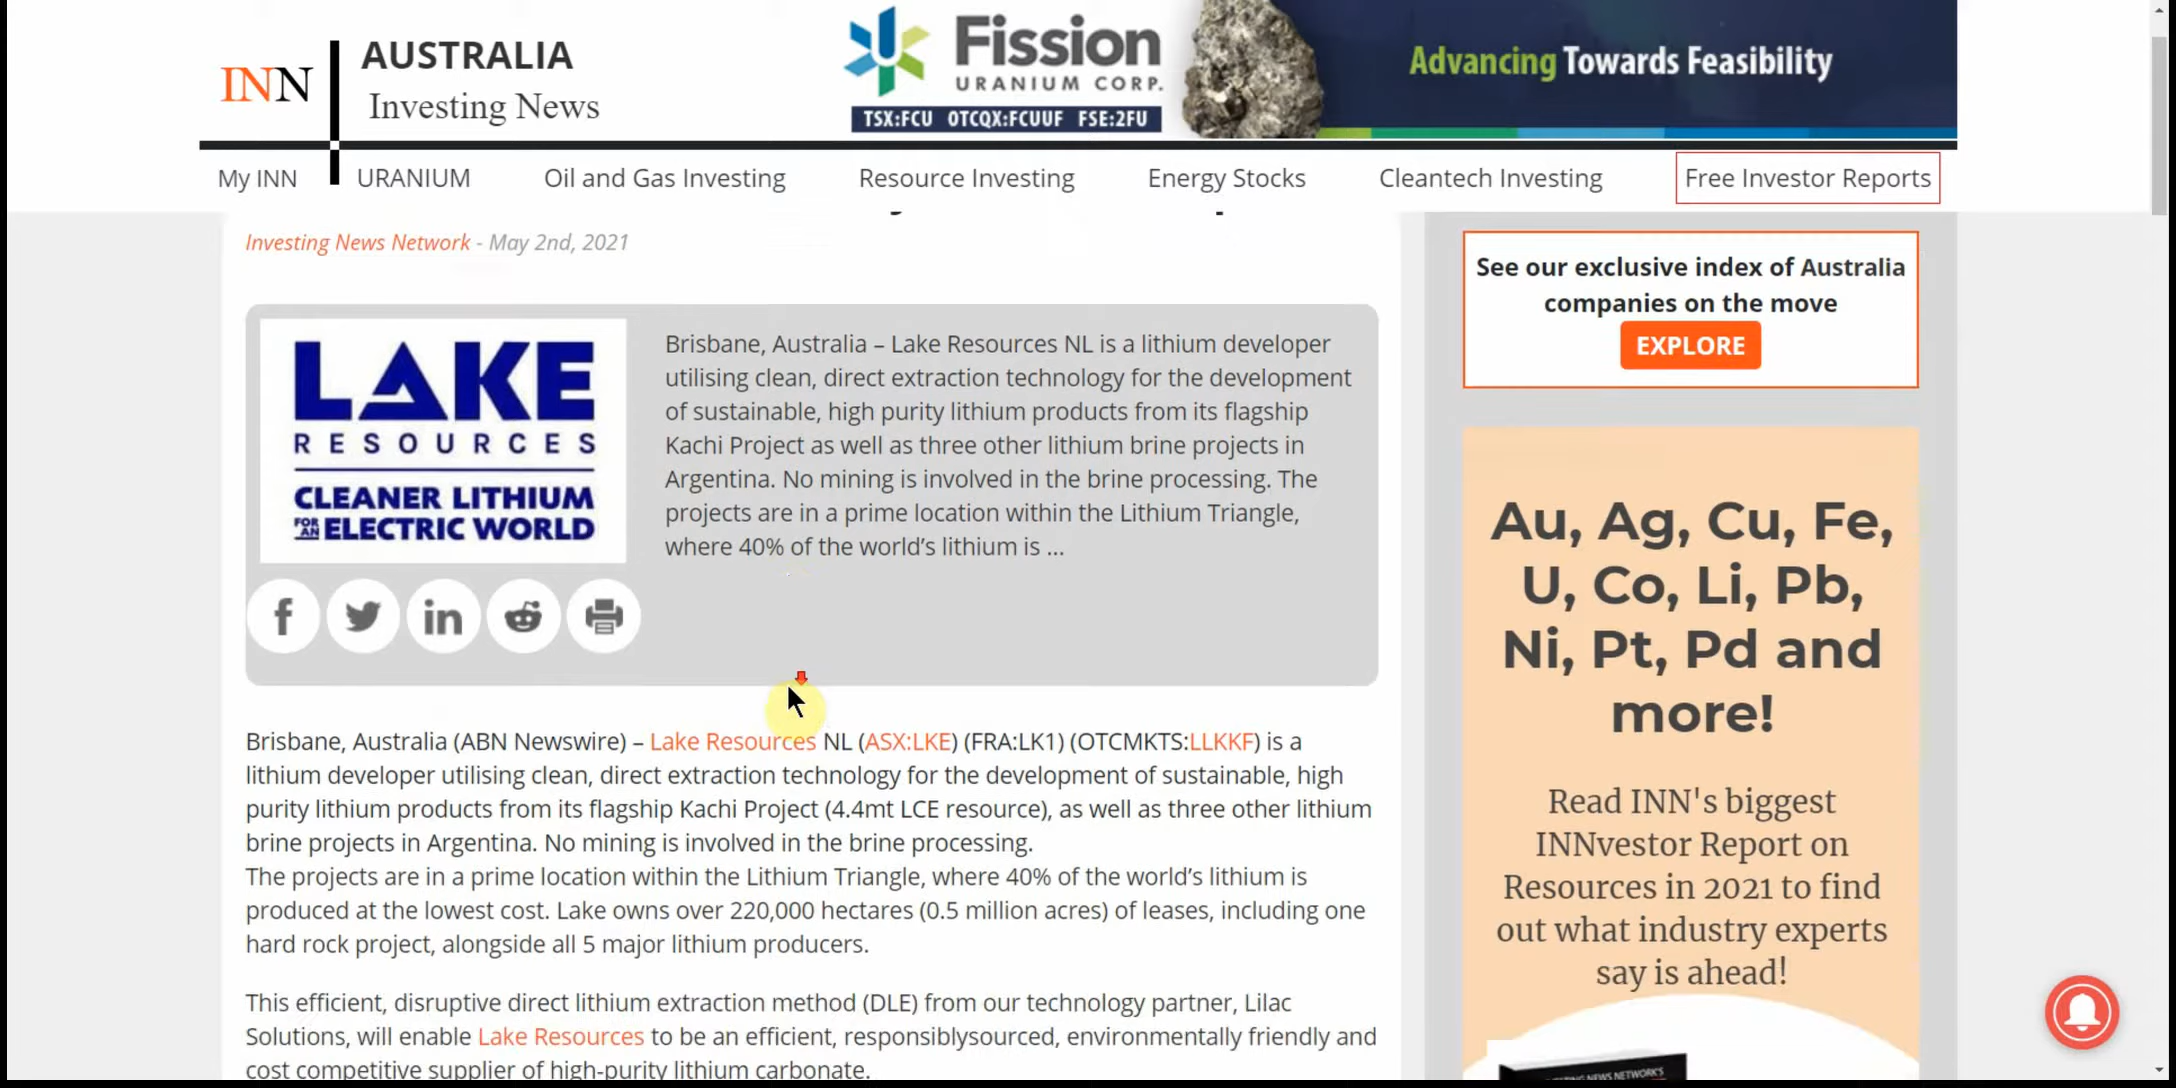 INN
AUSTRALIA
Investing News
Fission
URANIUM CORP.
TSX:FCU OTCQX:FCUUF FSE:2FU
Advancing Towards Feasibility
My INN URANIUM Oil and Gas Investing Resource Investing Energy Stocks Cleantech Investing Free Investor Reports
Investing News Network - May 2nd, 2021
LAKE
RESOURCES
CLEANER LITHIUM
FOR AN ELECTRIC WORLD
Brisbane, Australia – Lake Resources NL is a lithium developer
utilising clean, direct extraction technology for the development
of sustainable, high purity lithium products from its flagship
Kachi Project as well as three other lithium brine projects in
Argentina. No mining is involved in the brine processing. The
projects are in a prime location within the Lithium Triangle,
where 40% of the world's lithium is ...
Brisbane, Australia (ABN Newswire) – Lake Resources NL (ASX:LKE) (FRA:LK1) (OTCMKTS:LLKKF) is a
lithium developer utilising clean, direct extraction technology for the development of sustainable, high
purity lithium products from its flagship Kachi Project (4.4mt LCE resource), as well as three other lithium
brine projects in Argentina. No mining is involved in the brine processing.
The projects are in a prime location within the Lithium Triangle, where 40% of the world's lithium is
produced at the lowest cost. Lake owns over 220,000 hectares (0.5 million acres) of leases, including one
hard rock project, alongside all 5 major lithium producers.
This efficient, disruptive direct lithium extraction method (DLE) from our technology partner, Lilac
Solutions, will enable Lake Resources to be an efficient, responsiblysourced, environmentally friendly and
cost competitive supplier of high-purity lithium carbonate.
See our exclusive index of Australia
companies on the move
EXPLORE
Au, Ag, Cu, Fe,
U, Co, Li, Pb,
Ni, Pt, Pd and
more!
Read INN's biggest
INNvestor Report on
Resources in 2021 to find
out what industry experts
say is ahead!